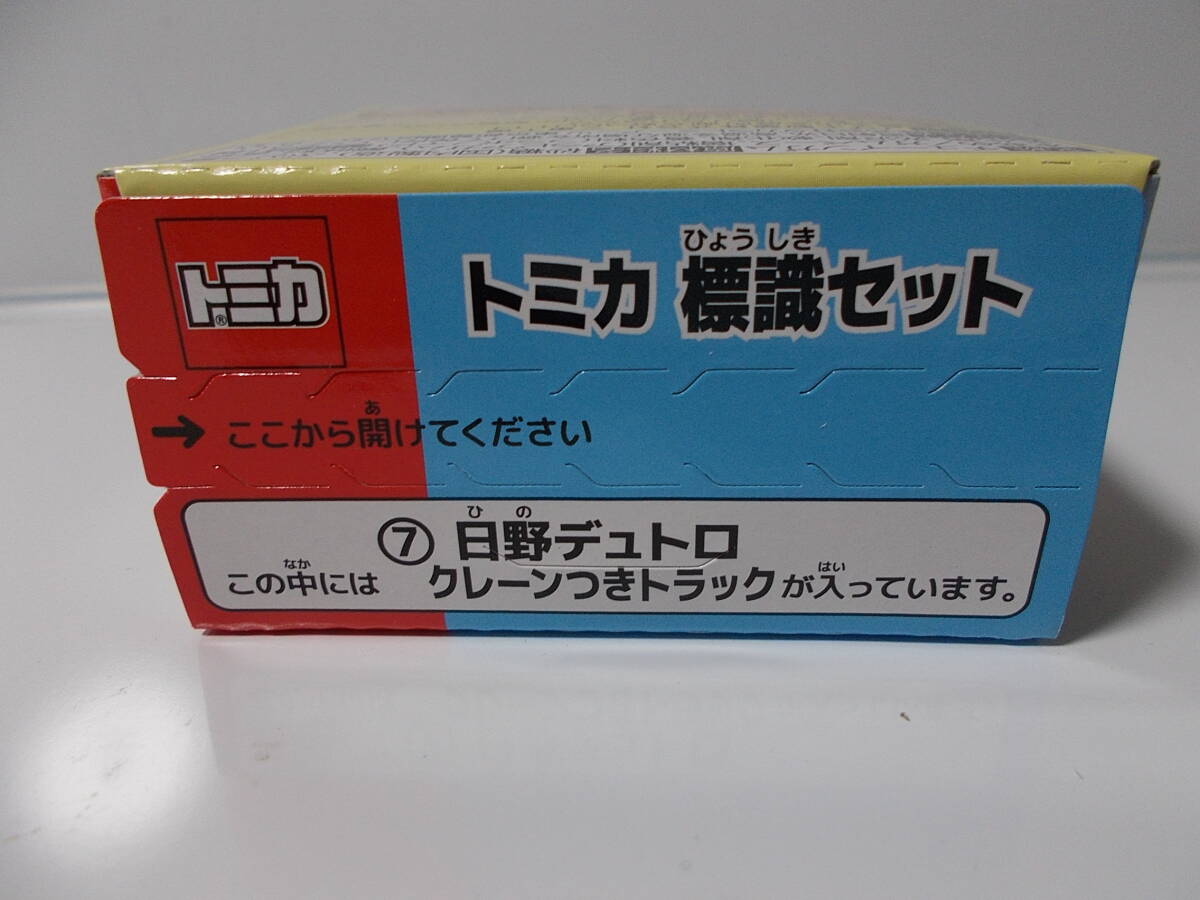 トミカ®
ひょうしき
トミカ 標識セット
あ
→ ここから開けてください
ひの
⑦ 日野デュトロ
なか はい
この中には クレーンつきトラックが入っています。